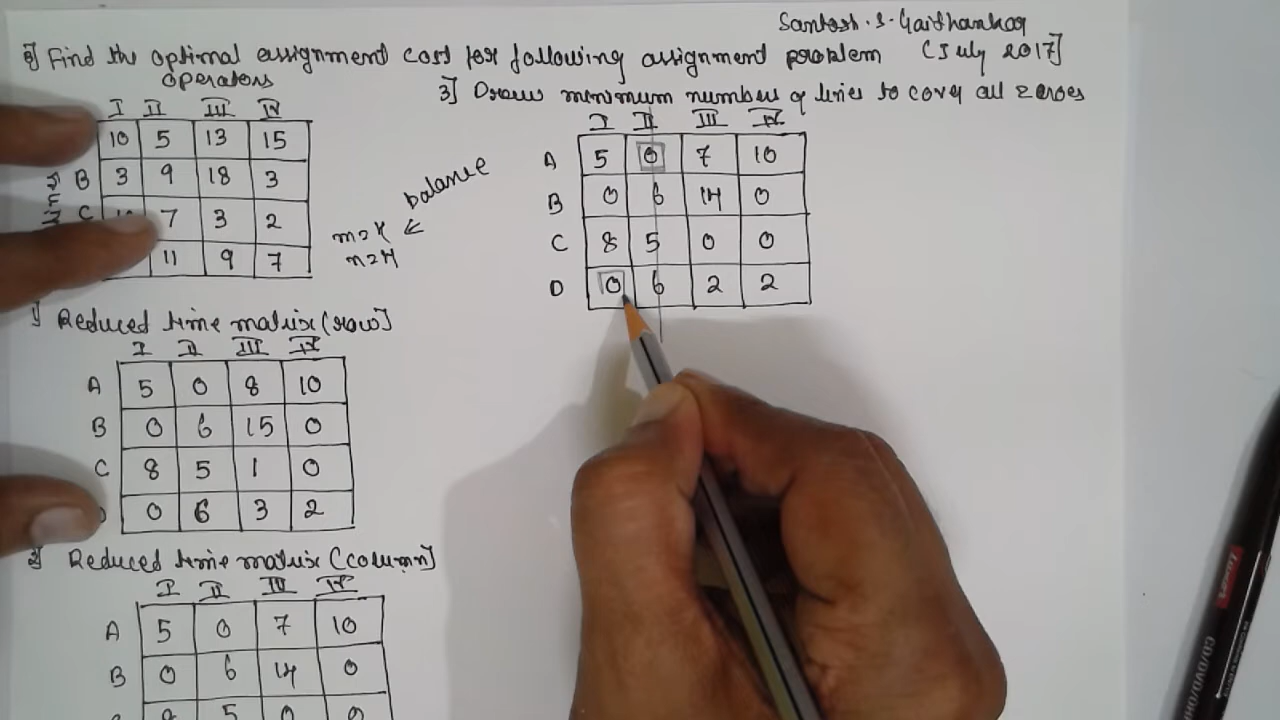 Santosh.S.Gaithankar
Q] Find the optimal assignment cost for following assignment problem (July 2017]
operators
3] Draw minimum number of lines to cover all zeroes
I II III IV
10 5 13 15
B 3 9 18 3
C 7 3 2
11 9 7
balance
m=4
n=4
I II III IV
A 5 0 7 10
B 0 6 14 0
C 8 5 0 0
D 0 6 2 2
1] Reduced time matrix (row]
I II III IV
A 5 0 8 10
B 0 6 15 0
C 8 5 1 0
0 6 3 2
2] Reduced time matrix (column]
I II III IV
A 5 0 7 10
B 0 6 14 0
8 5 0 0
Luxor
CD/DVD/OH